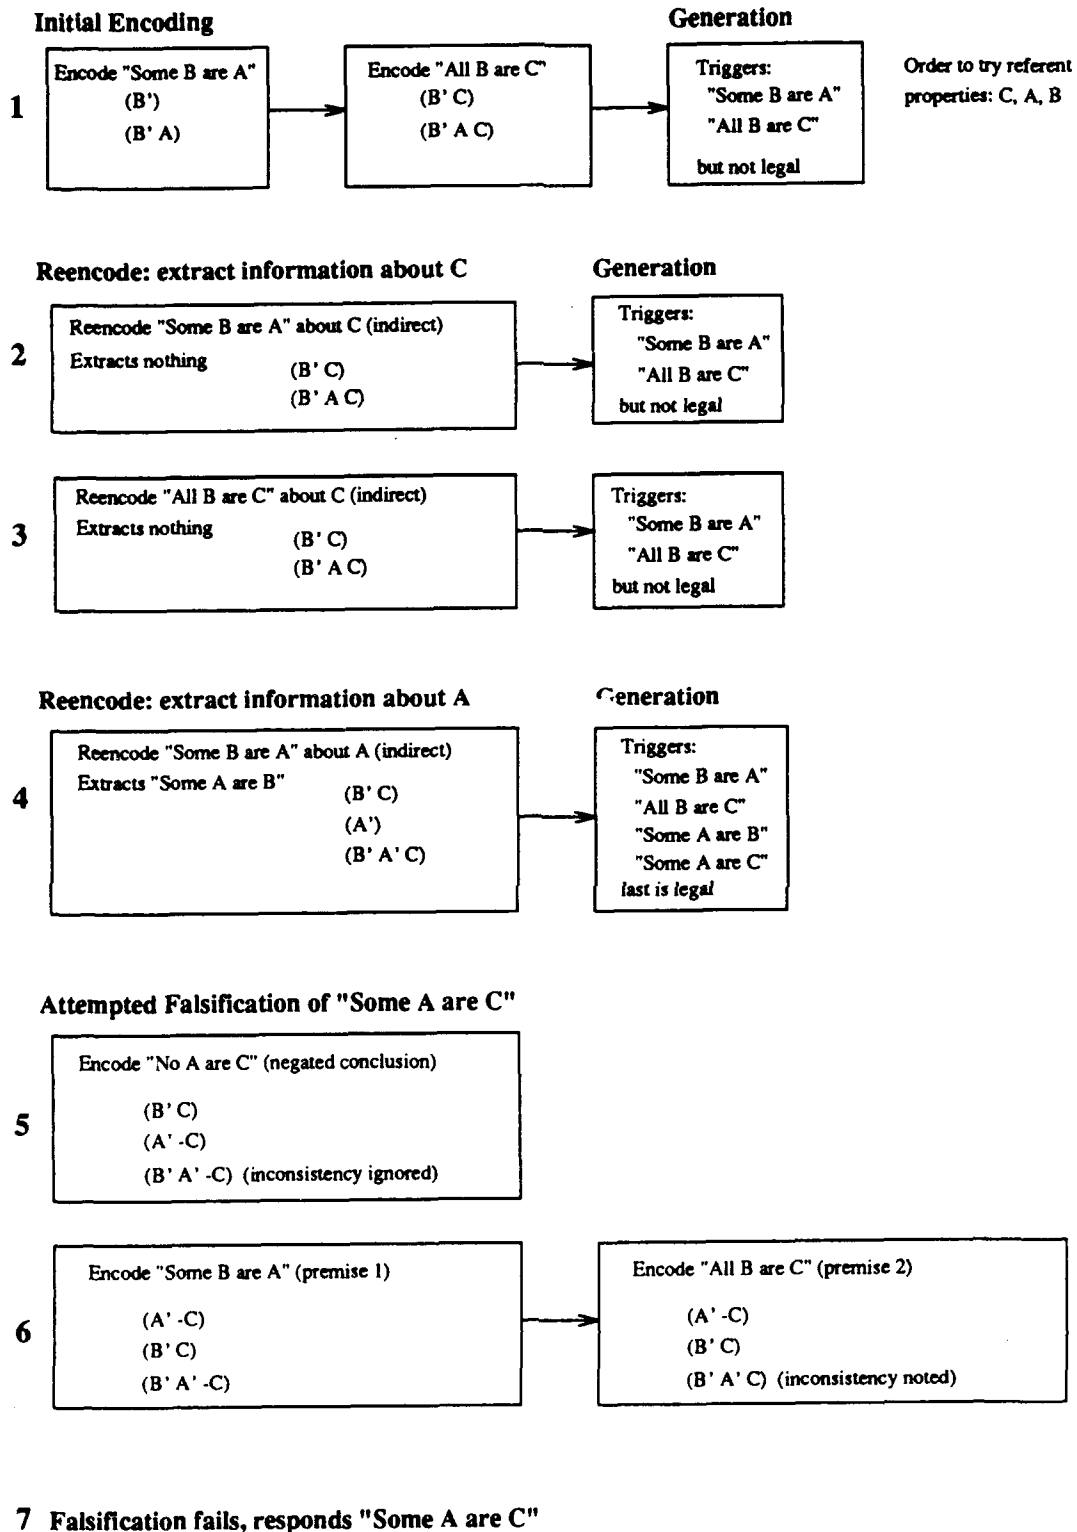 Initial Encoding
Generation
1
Encode "Some B are A"
(B')
(B' A)
Encode "All B are C"
(B' C)
(B' A C)
Triggers:
"Some B are A"
"All B are C"
but not legal
Order to try referent
properties: C, A, B
Reencode: extract information about C
Generation
2
Reencode "Some B are A" about C (indirect)
Extracts nothing
(B' C)
(B' A C)
Triggers:
"Some B are A"
"All B are C"
but not legal
3
Reencode "All B are C" about C (indirect)
Extracts nothing
(B' C)
(B' A C)
Triggers:
"Some B are A"
"All B are C"
but not legal
Reencode: extract information about A
Generation
4
Reencode "Some B are A" about A (indirect)
Extracts "Some A are B"
(B' C)
(A')
(B' A' C)
Triggers:
"Some B are A"
"All B are C"
"Some A are B"
"Some A are C"
last is legal
Attempted Falsification of "Some A are C"
5
Encode "No A are C" (negated conclusion)
(B' C)
(A' -C)
(B' A' -C) (inconsistency ignored)
6
Encode "Some B are A" (premise 1)
(A' -C)
(B' C)
(B' A' -C)
Encode "All B are C" (premise 2)
(A' -C)
(B' C)
(B' A' C) (inconsistency noted)
7 Falsification fails, responds "Some A are C"